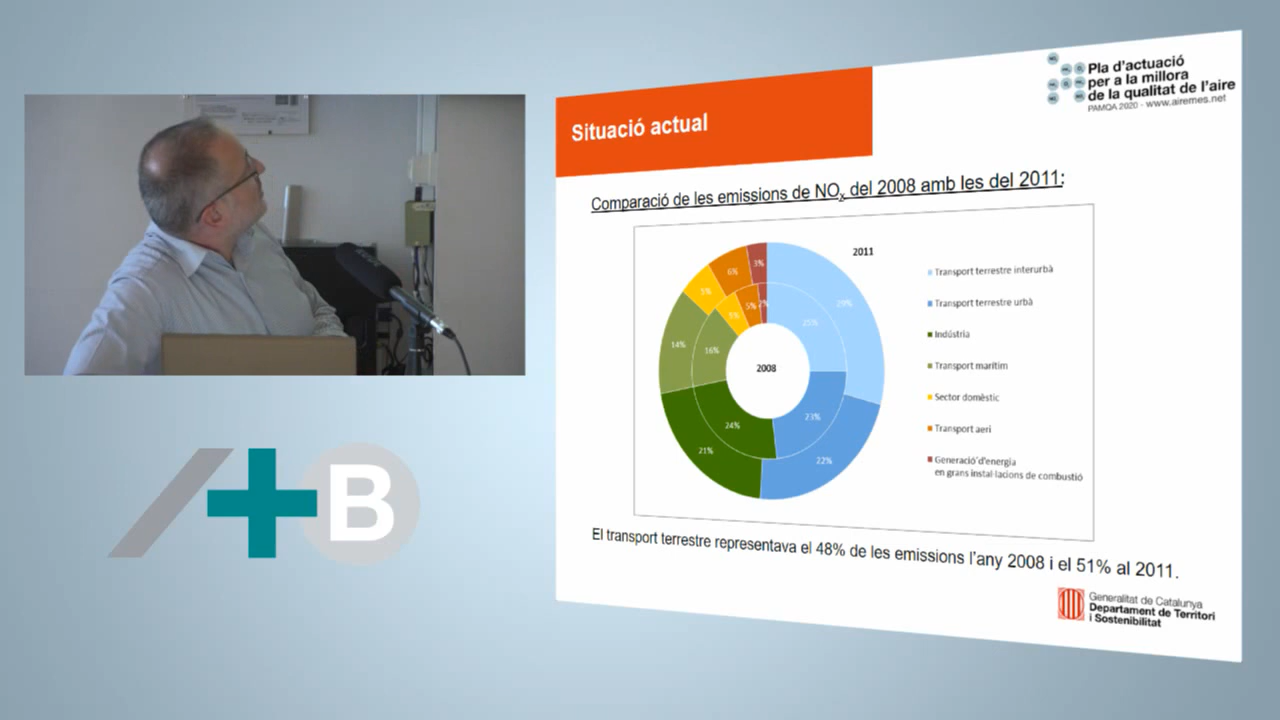 Situació actual
Pla d'actuació
per a la millora
de la qualitat de l'aire
PAMQA 2020 - www.airemes.net
Comparació de les emissions de NOx del 2008 amb les del 2011:
2011
2008
3%
6%
14%
21%
22%
29%
2%
5%
16%
24%
23%
25%
Transport terrestre interurbà
Transport terrestre urbà
Indústria
Transport marítim
Sector domèstic
Transport aeri
Generació d'energia
en grans instal·lacions de combustió
El transport terrestre representava el 48% de les emissions l'any 2008 i el 51% al 2011.
Generalitat de Catalunya
Departament de Territori
i Sostenibilitat
B